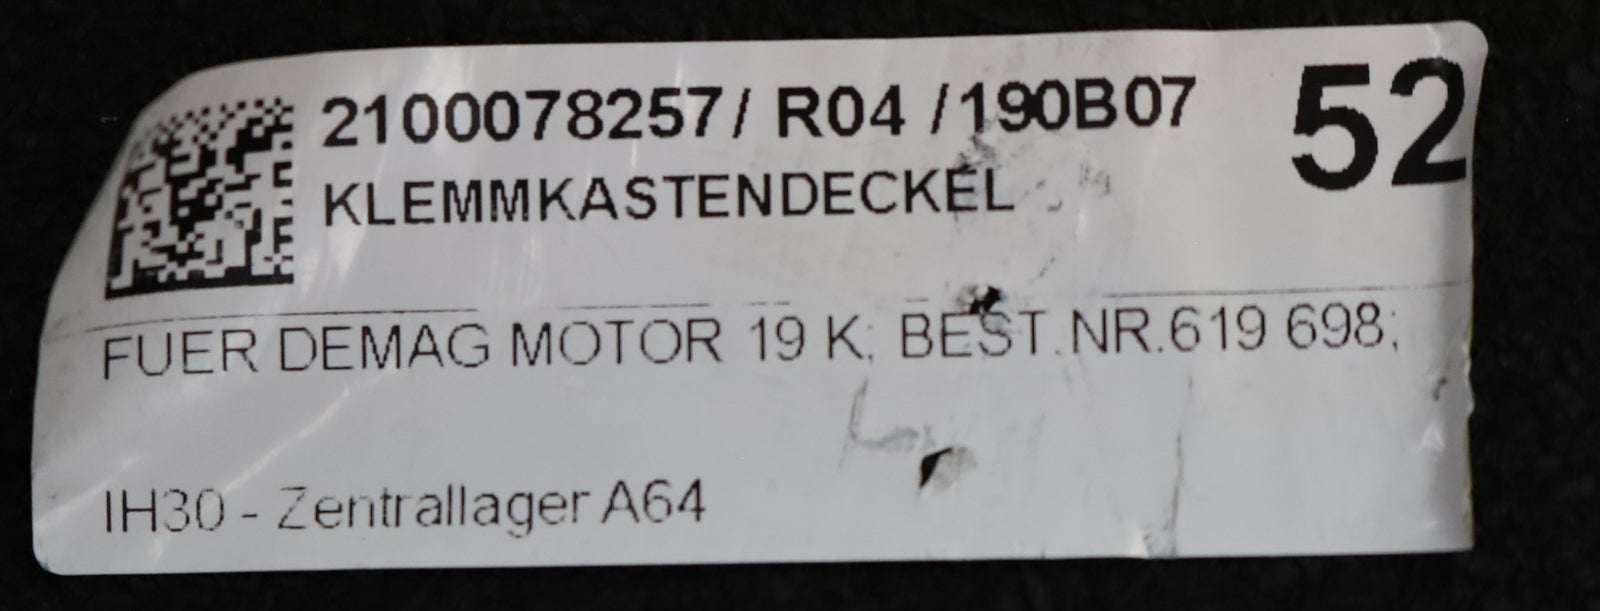 2100078257/ R04 /190B07 52
KLEMMKASTENDECKEL
FUER DEMAG MOTOR 19 K; BEST.NR.619 698;
IH30 - Zentrallager A64